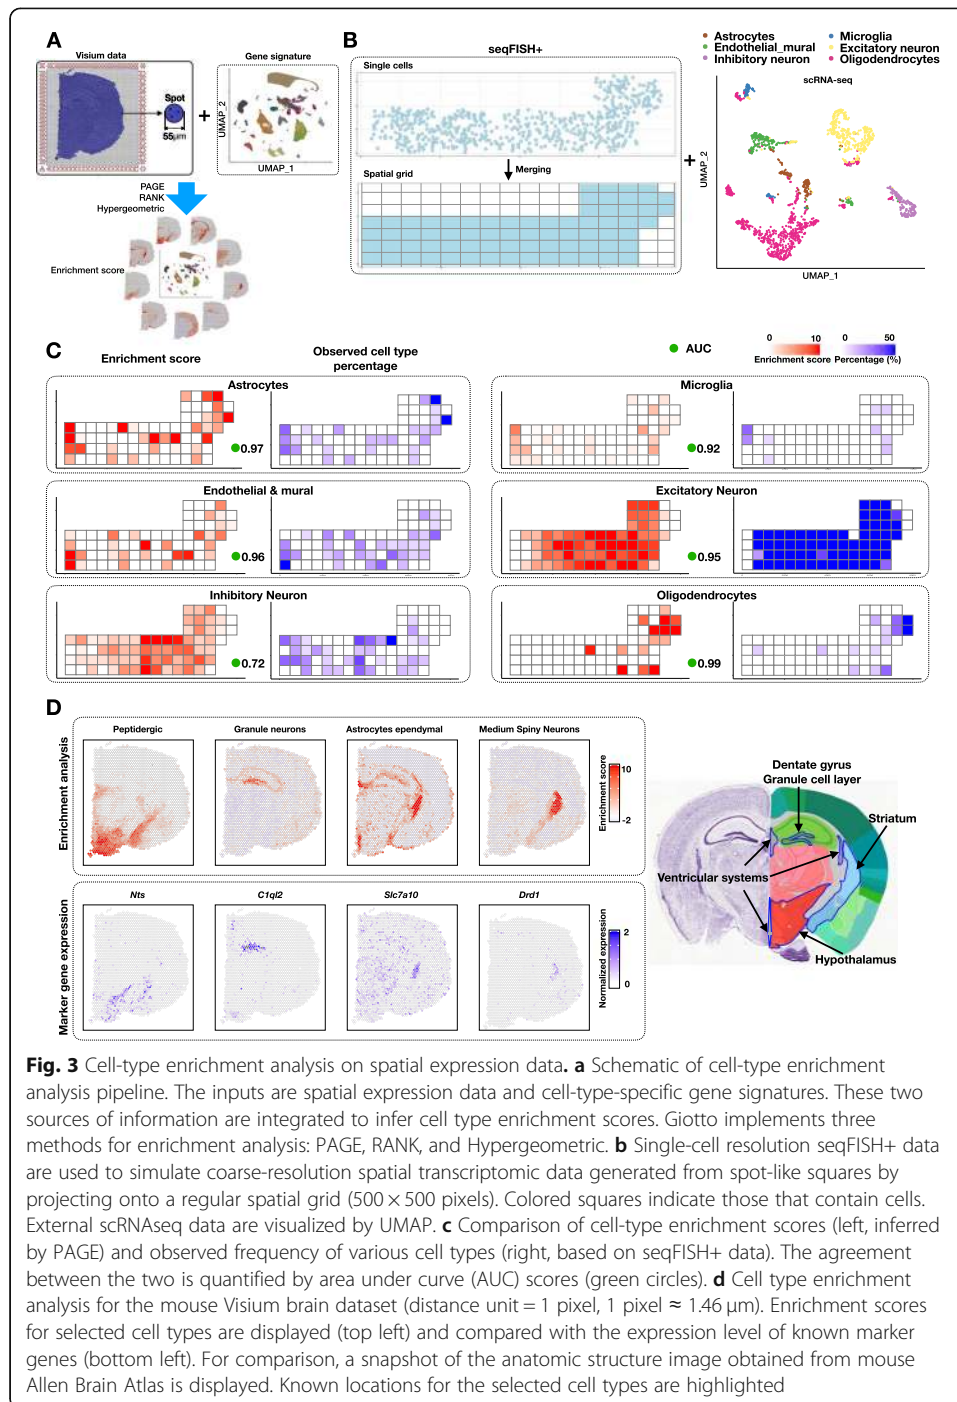 A
Visium data
Gene signature
Spot
55µm
+
UMAP_2
UMAP_1
PAGE
RANK
Hypergeometric
Enrichment score
B
seqFISH+
Single cells
Merging
Spatial grid
+
Astrocytes
Endothelial_mural
Inhibitory neuron
Microglia
Excitatory neuron
Oligodendrocytes
scRNA-seq
UMAP_2
UMAP_1
C
Enrichment score
Observed cell type
percentage
AUC
0 10
Enrichment score
0 50
Percentage (%)
Astrocytes
0.97
Microglia
0.92
Endothelial & mural
0.96
Excitatory Neuron
0.95
Inhibitory Neuron
0.72
Oligodendrocytes
0.99
D
Enrichment analysis
Peptidergic
Granule neurons
Astrocytes ependymal
Medium Spiny Neurons
10
Enrichment score
-2
Marker gene expression
Nts
C1ql2
Slc7a10
Drd1
2
Normalized expression
0
Dentate gyrus
Granule cell layer
Striatum
Ventricular systems
Hypothalamus
Fig. 3 Cell-type enrichment analysis on spatial expression data. a Schematic of cell-type enrichment
analysis pipeline. The inputs are spatial expression data and cell-type-specific gene signatures. These two
sources of information are integrated to infer cell type enrichment scores. Giotto implements three
methods for enrichment analysis: PAGE, RANK, and Hypergeometric. b Single-cell resolution seqFISH+ data
are used to simulate coarse-resolution spatial transcriptomic data generated from spot-like squares by
projecting onto a regular spatial grid (500 × 500 pixels). Colored squares indicate those that contain cells.
External scRNAseq data are visualized by UMAP. c Comparison of cell-type enrichment scores (left, inferred
by PAGE) and observed frequency of various cell types (right, based on seqFISH+ data). The agreement
between the two is quantified by area under curve (AUC) scores (green circles). d Cell type enrichment
analysis for the mouse Visium brain dataset (distance unit = 1 pixel, 1 pixel ≈ 1.46 µm). Enrichment scores
for selected cell types are displayed (top left) and compared with the expression level of known marker
genes (bottom left). For comparison, a snapshot of the anatomic structure image obtained from mouse
Allen Brain Atlas is displayed. Known locations for the selected cell types are highlighted